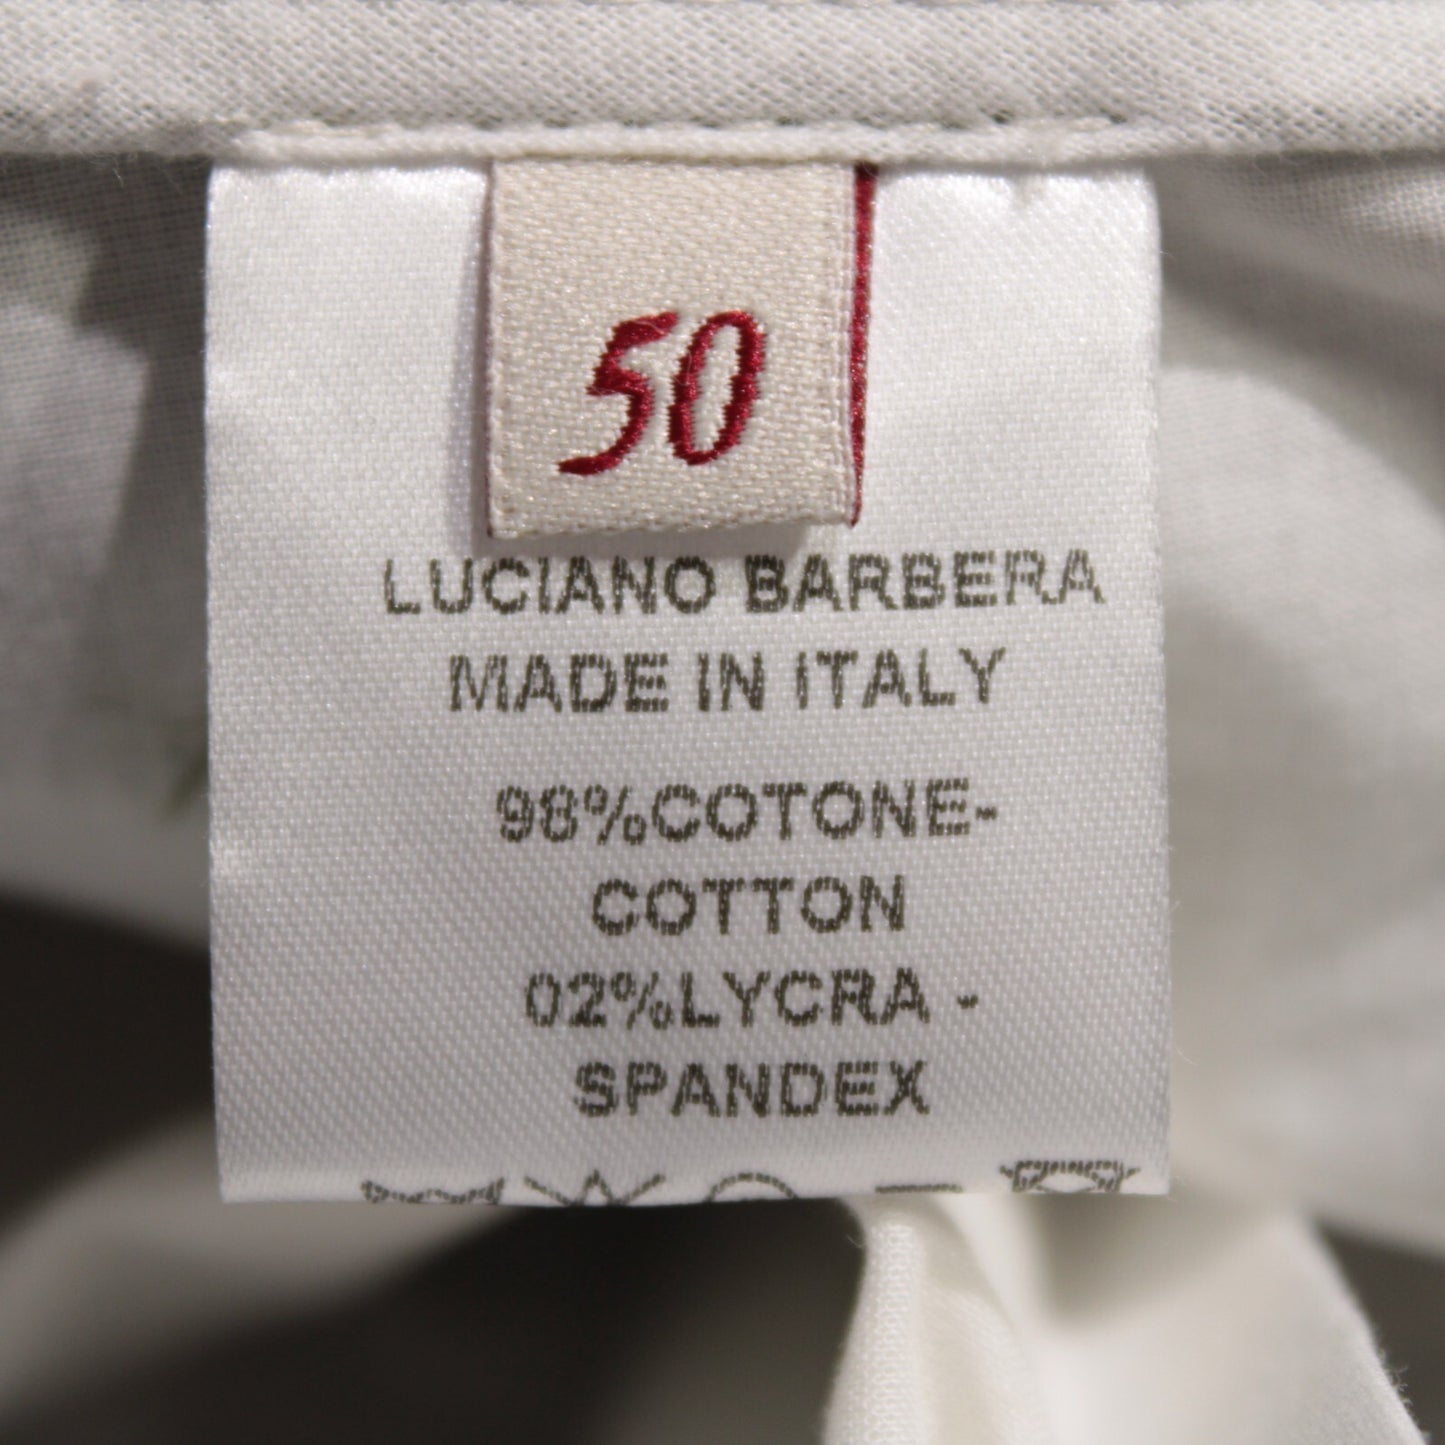 50
LUCIANO BARBERA
MADE IN ITALY
98%COTONE-
COTTON
02%LYCRA -
SPANDEX